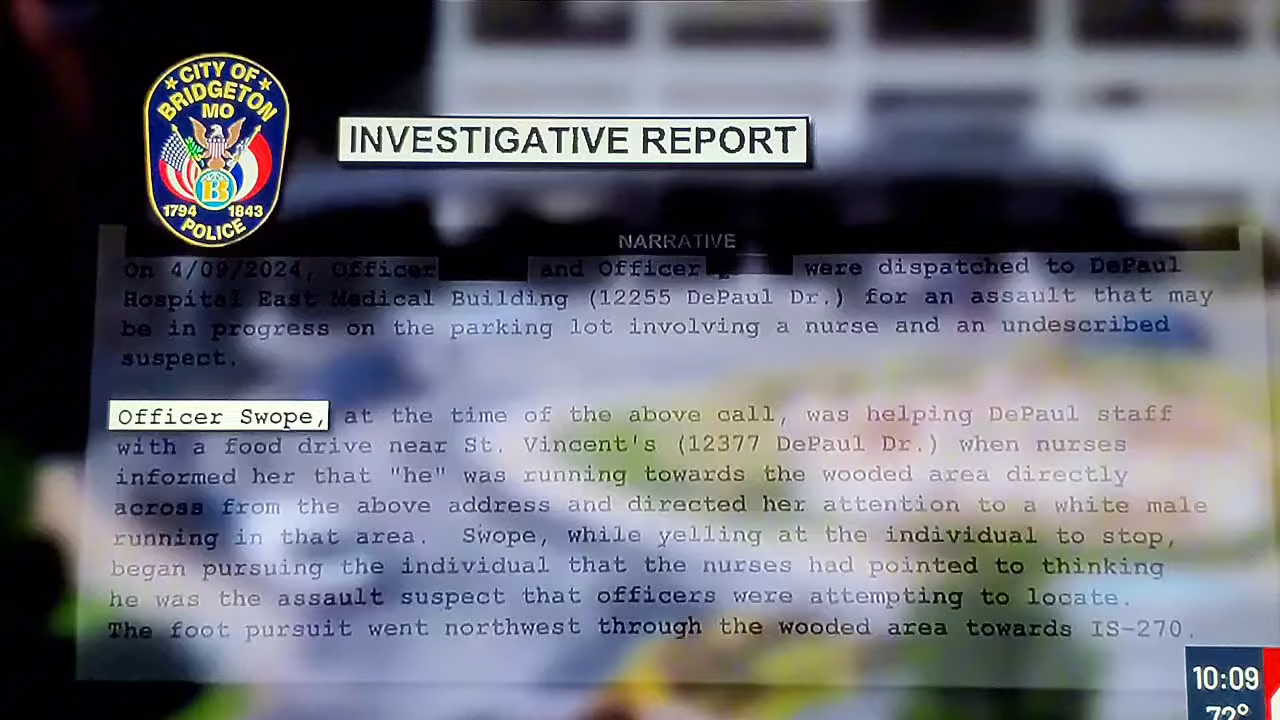 CITY OF
BRIDGETON
MO
B
1794 1843
POLICE
INVESTIGATIVE REPORT
NARRATIVE
On 4/09/2024, Officer and Officer were dispatched to DePaul
Hospital East Medical Building (12255 DePaul Dr.) for an assault that may
be in progress on the parking lot involving a nurse and an undescribed
suspect.
Officer Swope, at the time of the above call, was helping DePaul staff
with a food drive near St. Vincent's (12377 DePaul Dr.) when nurses
informed her that "he" was running towards the wooded area directly
across from the above address and directed her attention to a white male
running in that area. Swope, while yelling at the individual to stop,
began pursuing the individual that the nurses had pointed to thinking
he was the assault suspect that officers were attempting to locate.
The foot pursuit went northwest through the wooded area towards IS-270.
10:09
72°